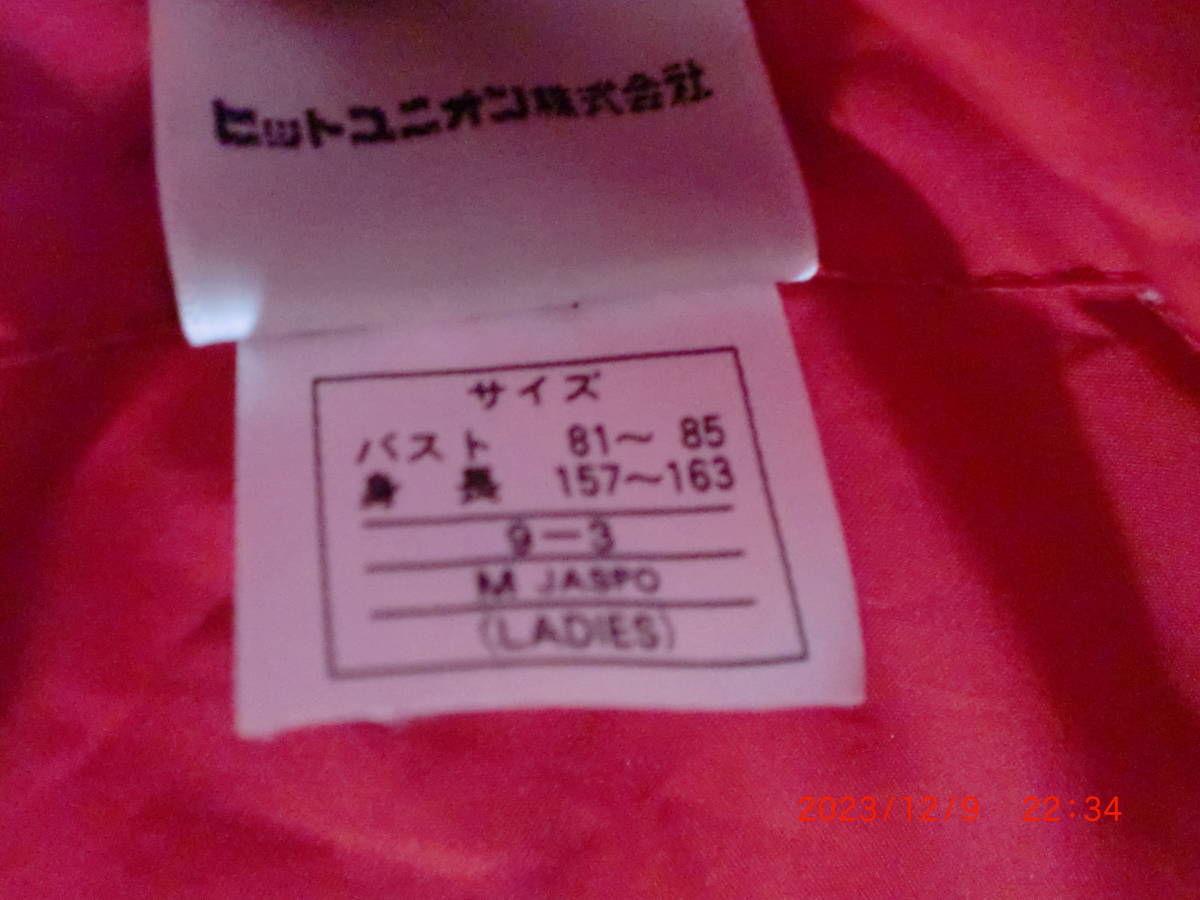 ヒットユニオン株式会社
サイズ
バスト 81〜 85
身 長 157〜163
9－3
M JASPO
(LADIES)
2023/12/9 22:34